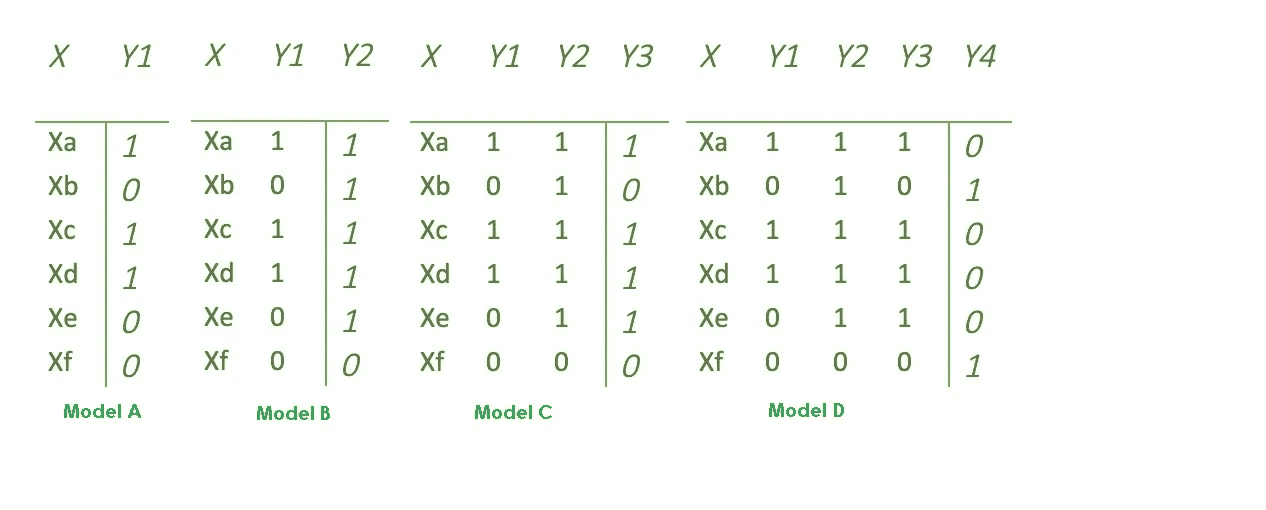 X Y1 X Y1 Y2 X Y1 Y2 Y3 X Y1 Y2 Y3 Y4
Xa 1 Xa 1 1 Xa 1 1 1 Xa 1 1 1 0
Xb 0 Xb 0 1 Xb 0 1 0 Xb 0 1 0 1
Xc 1 Xc 1 1 Xc 1 1 1 Xc 1 1 1 0
Xd 1 Xd 1 1 Xd 1 1 1 Xd 1 1 1 0
Xe 0 Xe 0 1 Xe 0 1 1 Xe 0 1 1 0
Xf 0 Xf 0 0 Xf 0 0 0 Xf 0 0 0 1
Model A Model B Model C Model D